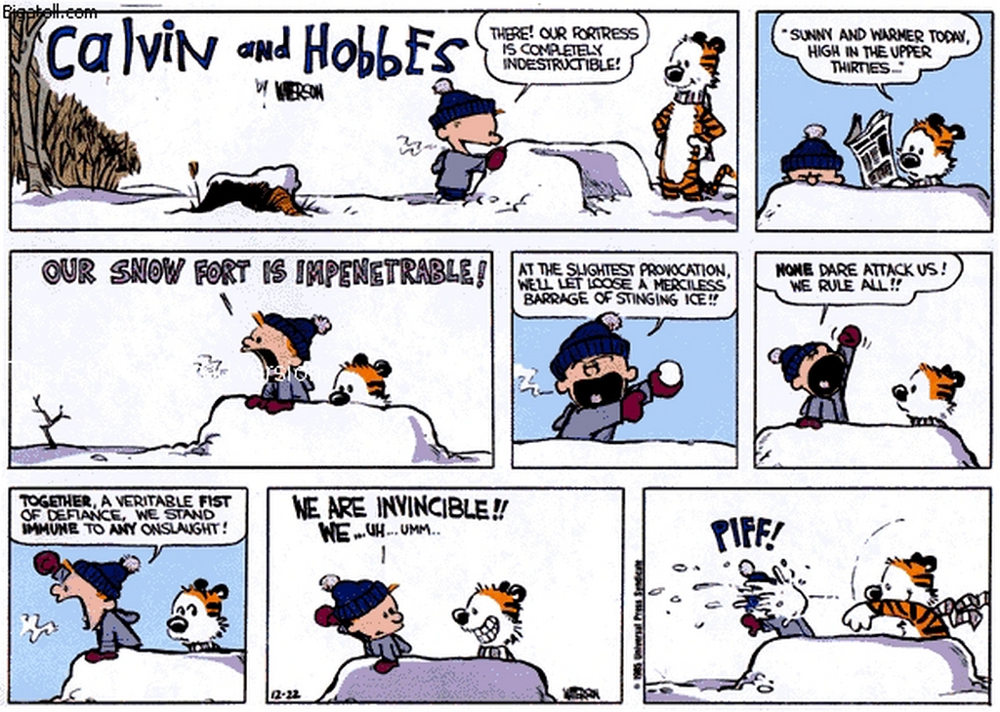 Bigatoll.com
Calvin and Hobbes
by WATTERSON
THERE! OUR FORTRESS
IS COMPLETELY
INDESTRUCTIBLE!
"SUNNY AND WARMER TODAY,
HIGH IN THE UPPER
THIRTIES..."
OUR SNOW FORT IS IMPENETRABLE!
AT THE SLIGHTEST PROVOCATION,
WE'LL LET LOOSE A MERCILESS
BARRAGE OF STINGING ICE!!
NONE DARE ATTACK US!
WE RULE ALL!!
TOGETHER, A VERITABLE FIST
OF DEFIANCE, WE STAND
IMMUNE TO ANY ONSLAUGHT!
WE ARE INVINCIBLE!!
WE...UH...UMM..
12-22
WATTERSON
PIFF!
© 1985 Universal Press Syndicate